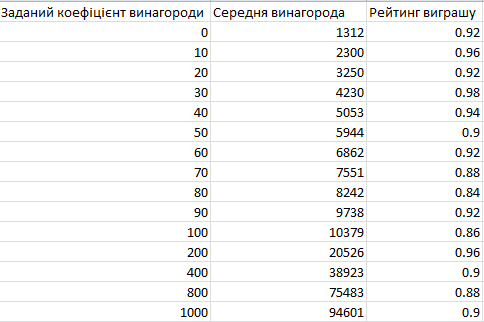 Заданий коефіцієнт винагороди Середня винагорода Рейтинг виграшу
0 1312 0.92
10 2300 0.96
20 3250 0.92
30 4230 0.98
40 5053 0.94
50 5944 0.9
60 6862 0.92
70 7551 0.88
80 8242 0.84
90 9738 0.92
100 10379 0.86
200 20526 0.96
400 38923 0.9
800 75483 0.88
1000 94601 0.9